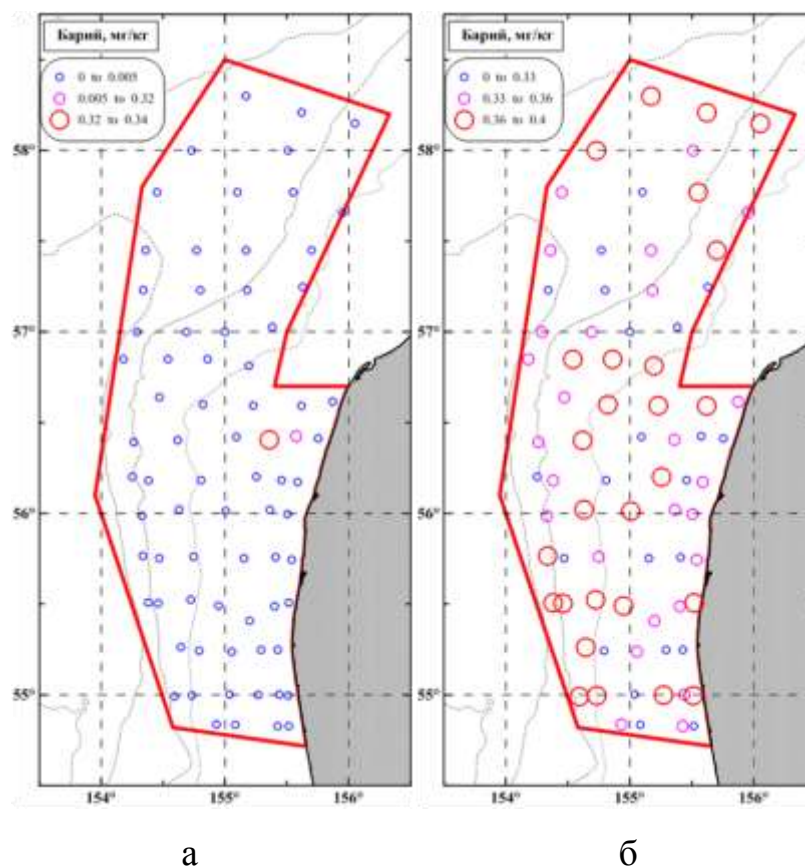 Барий, мг/кг
0 to 0.005
0.005 to 0.32
0.32 to 0.34
58°
57°
56°
55°
154°
155°
156°
Барий, мг/кг
0 to 0.33
0.33 to 0.36
0.36 to 0.4
58°
57°
56°
55°
154°
155°
156°
а
б